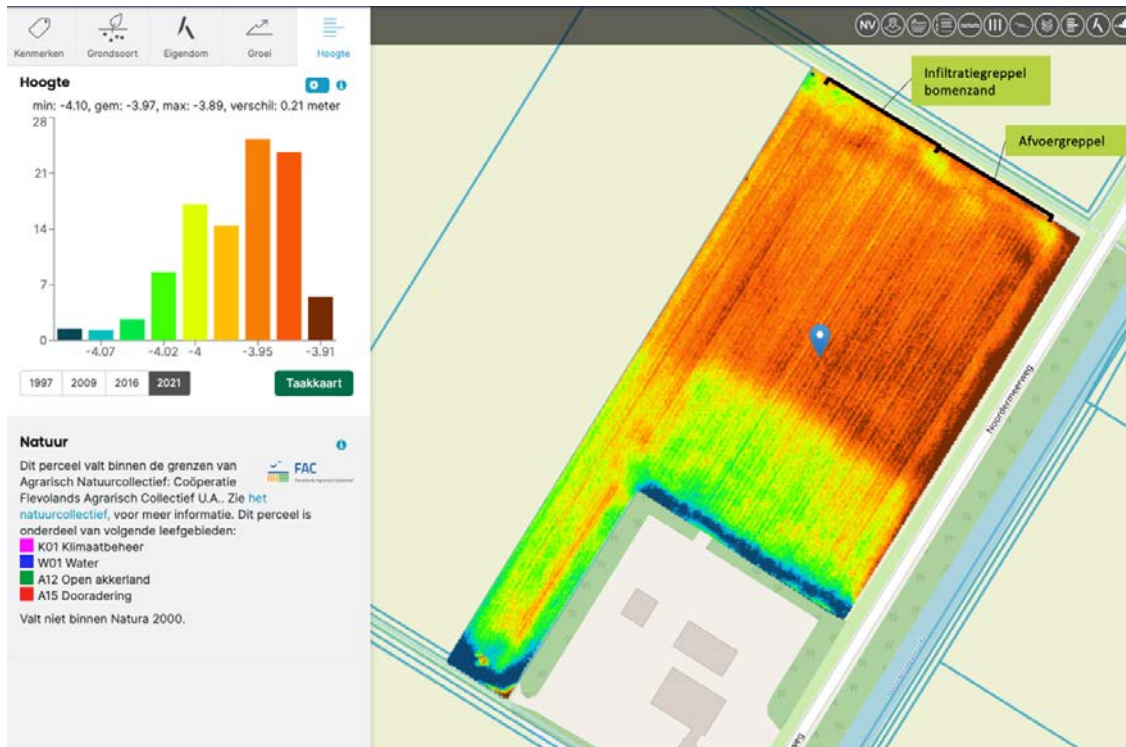 Kenmerken Grondsoort Eigendom Groei Hoogte
NV
Hoogte
min: -4.10, gem: -3.97, max: -3.89, verschil: 0.21 meter
28
21
14
7
0
-4.07 -4.02 -4 -3.95 -3.91
1997 2009 2016 2021 Taakkaart
Natuur
Dit perceel valt binnen de grenzen van
Agrarisch Natuurcollectief: Coöperatie
Flevolands Agrarisch Collectief U.A.. Zie het
natuurcollectief, voor meer informatie. Dit perceel is
onderdeel van volgende leefgebieden:
FAC
Flevolands Agrarisch Collectief
K01 Klimaatbeheer
W01 Water
A12 Open akkerland
A15 Dooradering
Valt niet binnen Natura 2000.
Infiltratiegreppel
bomenzand
Afvoergreppel
Noordermeerweg